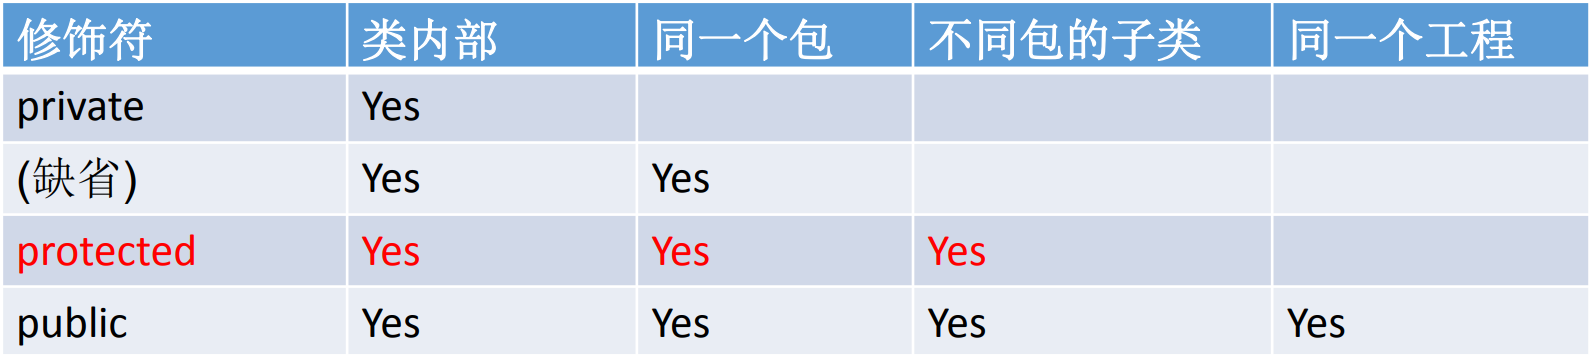 修饰符 类内部 同一个包 不同包的子类 同一个工程
private Yes
(缺省) Yes Yes
protected Yes Yes Yes
public Yes Yes Yes Yes